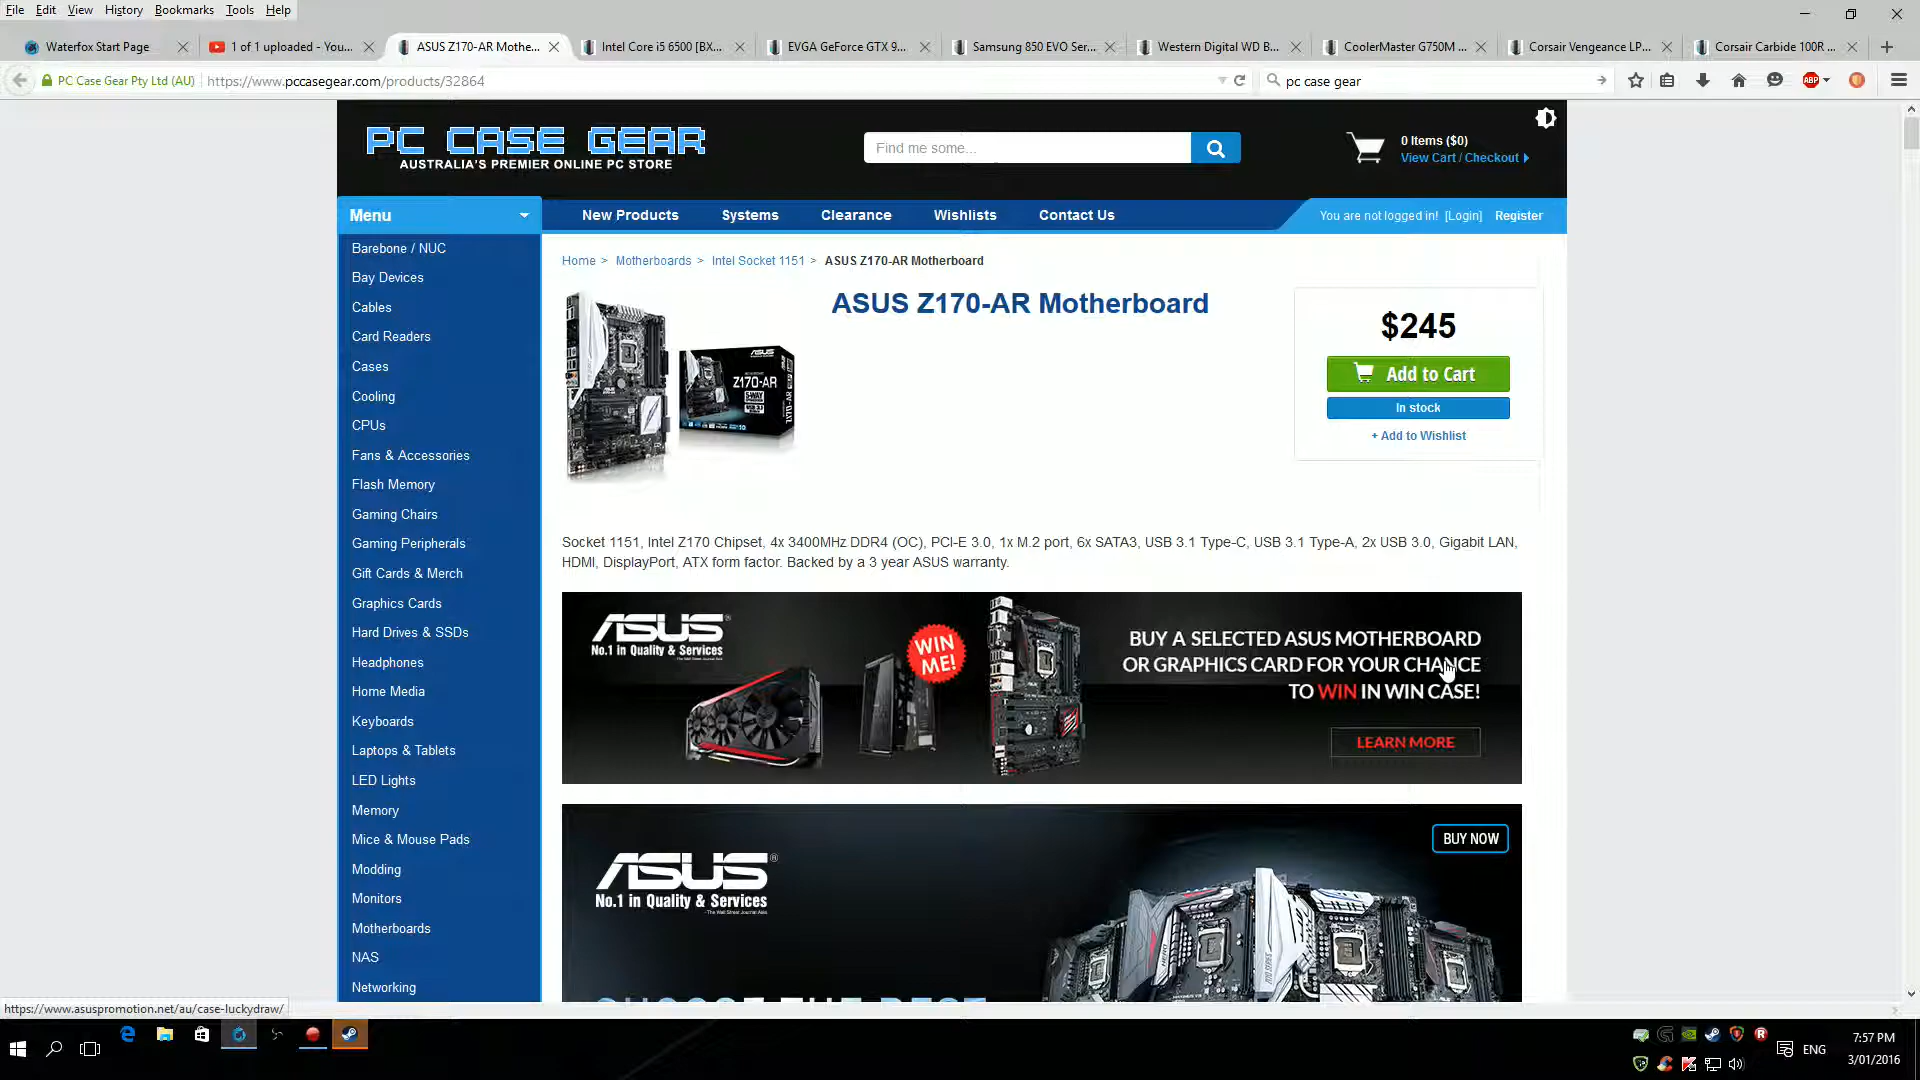 File Edit View History Bookmarks Tools Help
Waterfox Start Page
1 of 1 uploaded - You...
ASUS Z170-AR Mothe...
Intel Core i5 6500 [BX...
EVGA GeForce GTX 9...
Samsung 850 EVO Ser...
Western Digital WD B...
CoolerMaster G750M ...
Corsair Vengeance LP...
Corsair Carbide 100R ...
PC Case Gear Pty Ltd (AU)
https://www.pccasegear.com/products/32864
pc case gear
ABP
PC CASE GEAR
AUSTRALIA'S PREMIER ONLINE PC STORE
Find me some...
0 Items ($0)
View Cart / Checkout
Menu
New Products Systems Clearance Wishlists Contact Us
You are not logged in! [Login] Register
Barebone / NUC
Bay Devices
Cables
Card Readers
Cases
Cooling
CPUs
Fans & Accessories
Flash Memory
Gaming Chairs
Gaming Peripherals
Gift Cards & Merch
Graphics Cards
Hard Drives & SSDs
Headphones
Home Media
Keyboards
Laptops & Tablets
LED Lights
Memory
Mice & Mouse Pads
Modding
Monitors
Motherboards
NAS
Networking
Home > Motherboards > Intel Socket 1151 > ASUS Z170-AR Motherboard
ASUS Z170-AR Motherboard
ASUS
Z170-AR
$245
Add to Cart
In stock
+ Add to Wishlist
Socket 1151, Intel Z170 Chipset, 4x 3400MHz DDR4 (OC), PCI-E 3.0, 1x M.2 port, 6x SATA3, USB 3.1 Type-C, USB 3.1 Type-A, 2x USB 3.0, Gigabit LAN,
HDMI, DisplayPort, ATX form factor. Backed by a 3 year ASUS warranty.
ASUS
No.1 in Quality & Services
WIN
ME!
BUY A SELECTED ASUS MOTHERBOARD
OR GRAPHICS CARD FOR YOUR CHANCE
TO WIN IN WIN CASE!
LEARN MORE
BUY NOW
ASUS
No.1 in Quality & Services
https://www.asuspromotion.net/au/case-luckydraw/
ENG
7:57 PM
3/01/2016